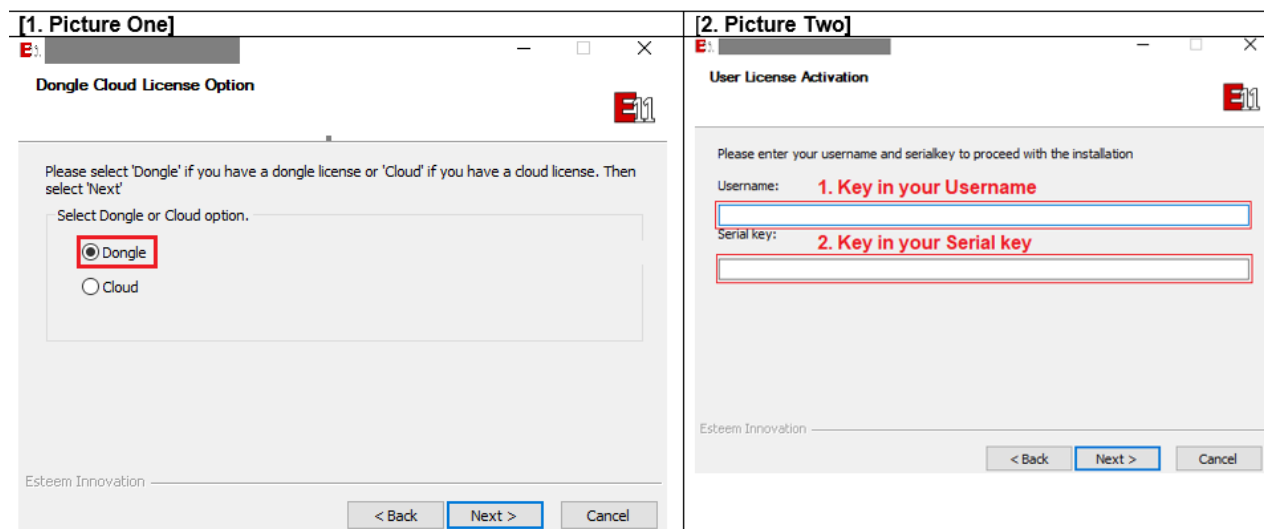 [1. Picture One]
Dongle Cloud License Option
E11
Please select 'Dongle' if you have a dongle license or 'Cloud' if you have a cloud license. Then
select 'Next'
Select Dongle or Cloud option.
Dongle
Cloud
Esteem Innovation
< Back
Next >
Cancel
[2. Picture Two]
User License Activation
E11
Please enter your username and serialkey to proceed with the installation
Username:
1. Key in your Username
Serial key:
2. Key in your Serial key
Esteem Innovation
< Back
Next >
Cancel